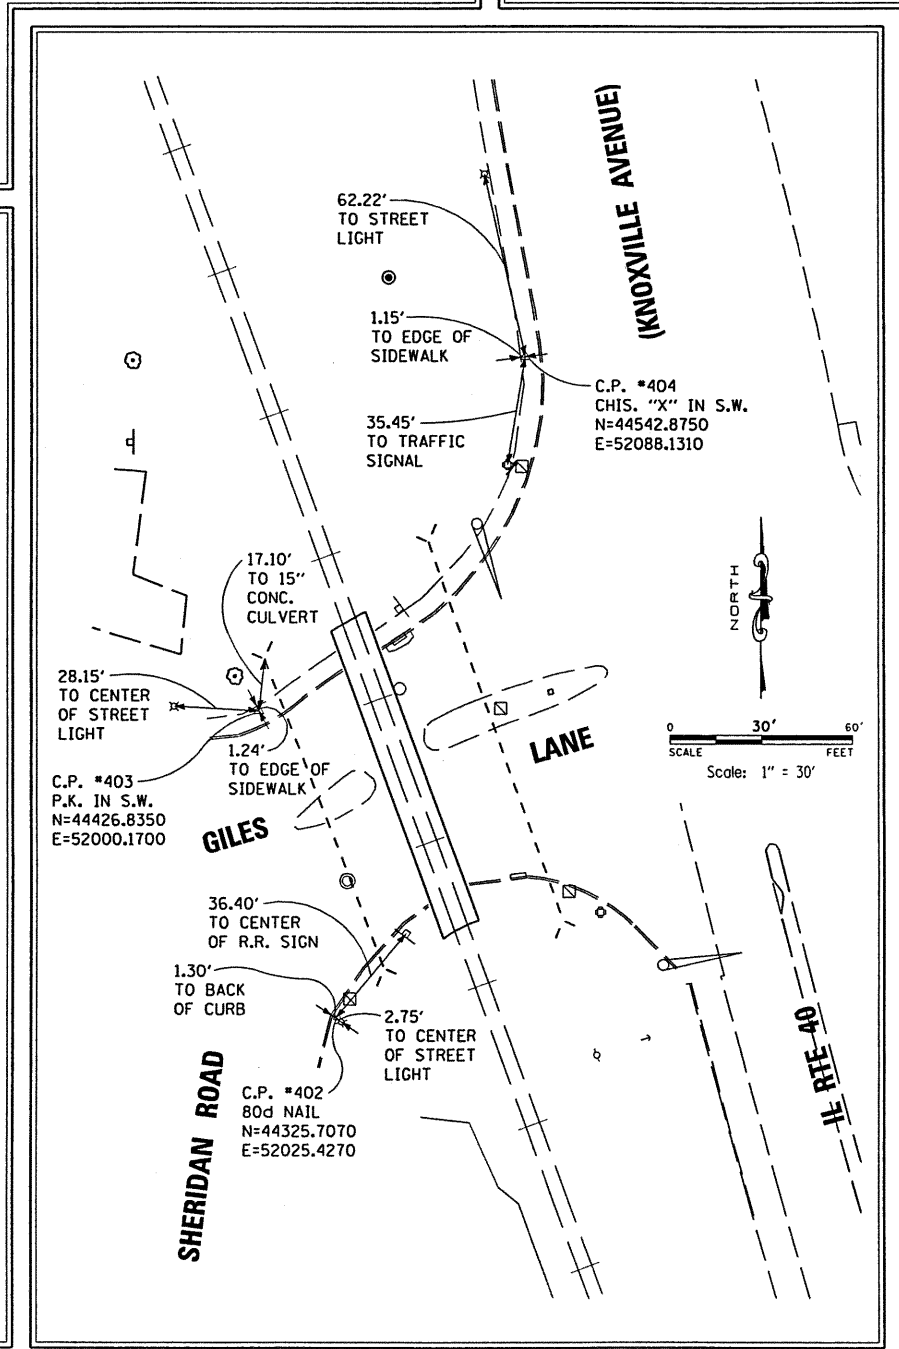 (KNOXVILLE AVENUE)
62.22'
TO STREET
LIGHT
1.15'
TO EDGE OF
SIDEWALK
C.P. #404
CHIS. "X" IN S.W.
N=44542.8750
E=52088.1310
35.45'
TO TRAFFIC
SIGNAL
17.10'
TO 15"
CONC.
CULVERT
NORTH
28.15'
TO CENTER
OF STREET
LIGHT
1.24'
TO EDGE OF
SIDEWALK
LANE
0 30' 60'
SCALE FEET
Scale: 1" = 30'
C.P. #403
P.K. IN S.W.
N=44426.8350
E=52000.1700
GILES
36.40'
TO CENTER
OF R.R. SIGN
1.30'
TO BACK
OF CURB
2.75'
TO CENTER
OF STREET
LIGHT
C.P. #402
80d NAIL
N=44325.7070
E=52025.4270
SHERIDAN ROAD
IL RTE 40